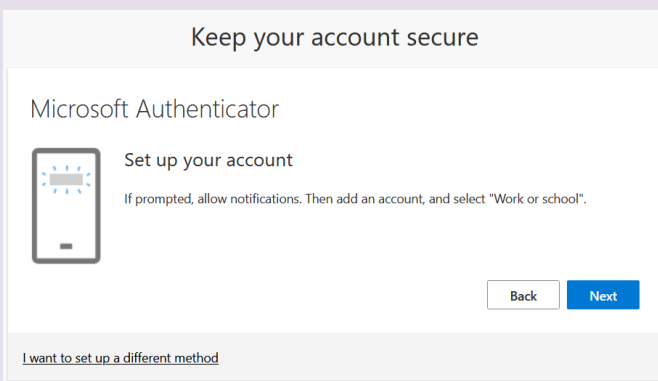 Keep your account secure
Microsoft Authenticator
Set up your account
If prompted, allow notifications. Then add an account, and select "Work or school".
Back
Next
I want to set up a different method